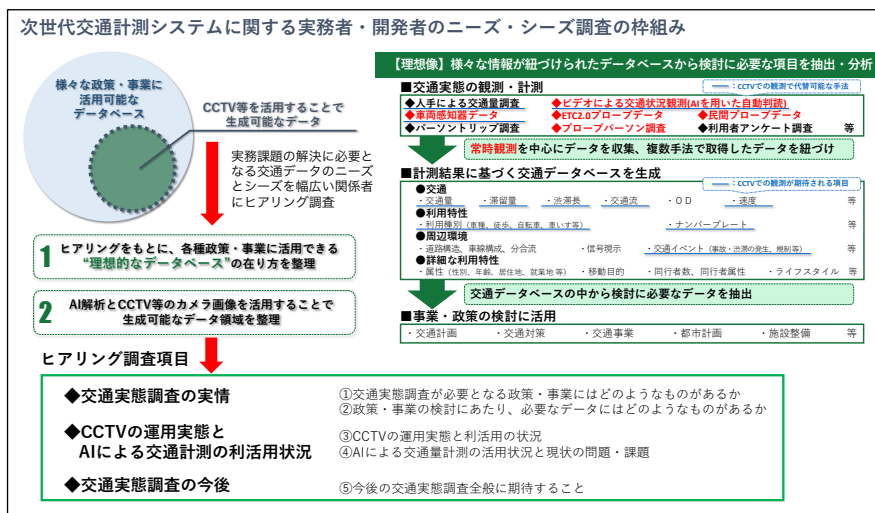 次世代交通計測システムに関する実務者・開発者のニーズ・シーズ調査の枠組み
様々な政策・事業に
活用可能な
データベース
CCTV等を活用することで
生成可能なデータ
実務課題の解決に必要と
なる交通データのニーズ
とシーズを幅広い関係者
にヒアリング調査
1 ヒアリングをもとに、各種政策・事業に活用できる
“理想的なデータベース”の在り方を整理
2 AI解析とCCTV等のカメラ画像を活用することで
生成可能なデータ領域を整理
【理想像】様々な情報が紐づけられたデータベースから検討に必要な項目を抽出・分析
■交通実態の観測・計測
：CCTVでの観測で代替可能な手法
◆人手による交通量調査 ◆ビデオによる交通状況観測(AIを用いた自動判読)
◆車両感知器データ ◆ETC2.0プローブデータ ◆民間プローブデータ
◆パーソントリップ調査 ◆プローブパーソン調査 ◆利用者アンケート調査 等
常時観測を中心にデータを収集、複数手法で取得したデータを紐づけ
■計測結果に基づく交通データベースを生成
：CCTVでの観測が期待される項目
●交通
・交通量 ・滞留量 ・渋滞長 ・交通流 ・OD ・速度 等
●利用特性
・利用種別（車種、徒歩、自転車、車いす等） ・ナンバープレート 等
●周辺環境
・道路構造、車線構成、分合流 ・信号現示 ・交通イベント（事故・渋滞の発生、規制等） 等
●詳細な利用特性
・属性（性別、年齢、居住地、就業地 等） ・移動目的 ・同行者数、同行者属性 ・ライフスタイル 等
交通データベースの中から検討に必要なデータを抽出
■事業・政策の検討に活用
・交通計画 ・交通対策 ・交通事業 ・都市計画 ・施設整備 等
ヒアリング調査項目
◆交通実態調査の実情
①交通実態調査が必要となる政策・事業にはどのようなものがあるか
②政策・事業の検討にあたり、必要なデータにはどのようなものがあるか
◆CCTVの運用実態と
AIによる交通計測の利活用状況
③CCTVの運用実態と利活用の状況
④AIによる交通量計測の活用状況と現状の問題・課題
◆交通実態調査の今後
⑤今後の交通実態調査全般に期待すること